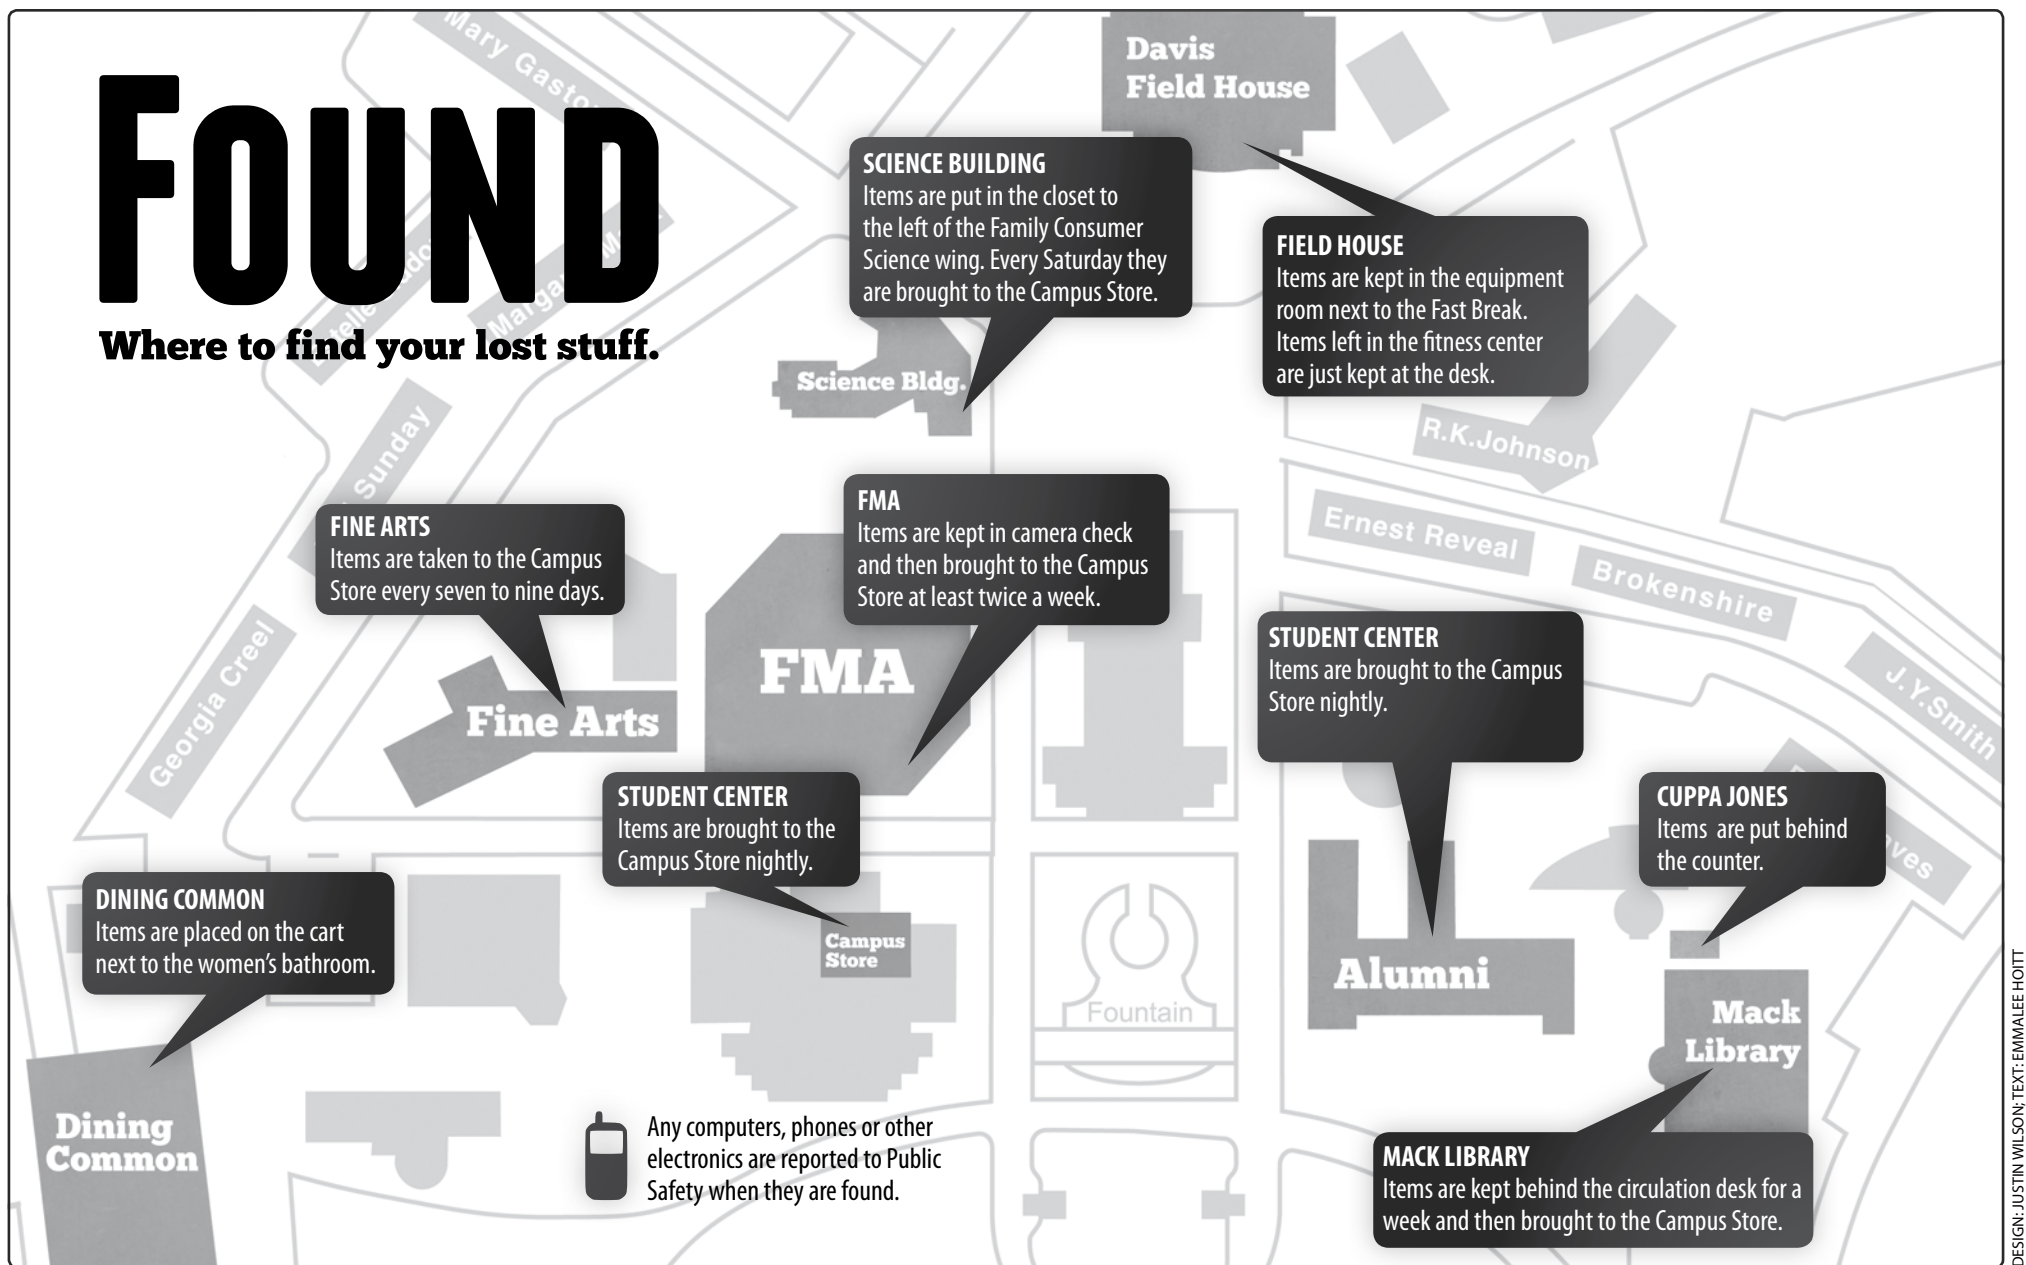 FOUND
Where to find your lost stuff.
Mary Gasto
Davis
Field House
SCIENCE BUILDING
Items are put in the closet to
the left of the Family Consumer
Science wing. Every Saturday they
are brought to the Campus Store.
FIELD HOUSE
Items are kept in the equipment
room next to the Fast Break.
Items left in the fitness center
are just kept at the desk.
Science Bldg.
R.K.Johnson
Sunday
Ernest Reveal
Brokenshire
J.Y.Smith
FINE ARTS
Items are taken to the Campus
Store every seven to nine days.
FMA
Items are kept in camera check
and then brought to the Campus
Store at least twice a week.
STUDENT CENTER
Items are brought to the Campus
Store nightly.
Georgia Creel
Fine Arts
FMA
STUDENT CENTER
Items are brought to the
Campus Store nightly.
CUPPA JONES
Items are put behind
the counter.
DINING COMMON
Items are placed on the cart
next to the women's bathroom.
Campus
Store
Fountain
Alumni
Mack
Library
Dining
Common
Any computers, phones or other
electronics are reported to Public
Safety when they are found.
MACK LIBRARY
Items are kept behind the circulation desk for a
week and then brought to the Campus Store.
DESIGN: JUSTIN WILSON; TEXT: EMMALEE HOITT